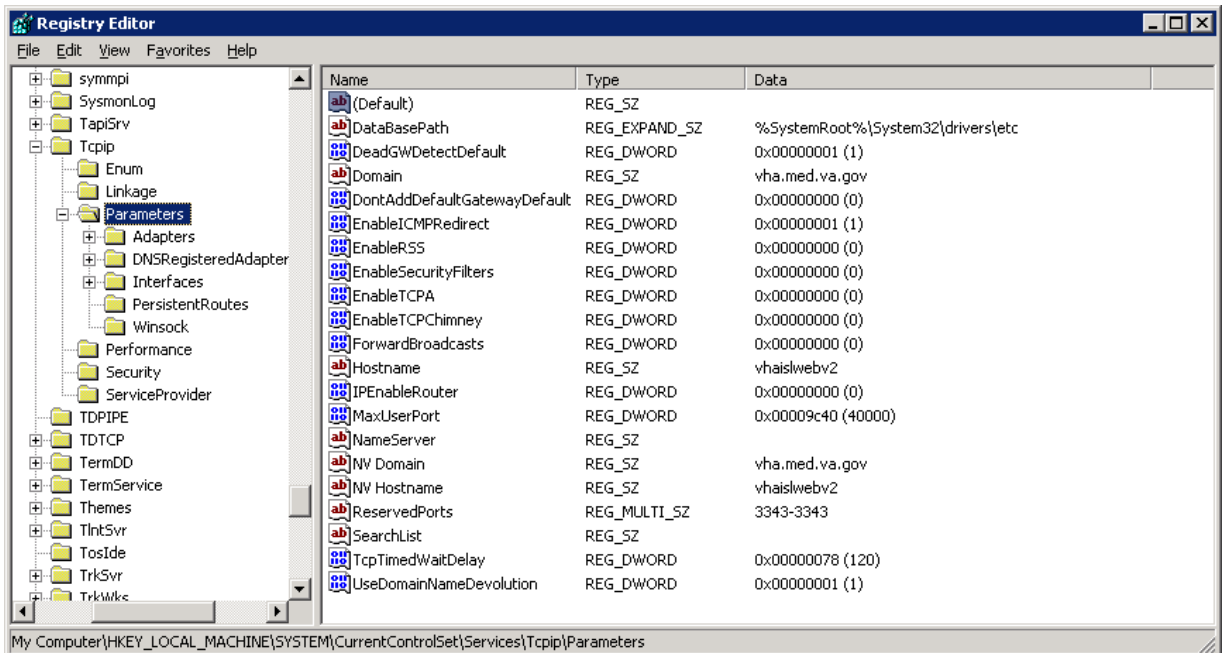 Registry Editor
File Edit View Favorites Help
symmpi
SysmonLog
TapiSrv
Tcpip
Enum
Linkage
Parameters
Adapters
DNSRegisteredAdapter
Interfaces
PersistentRoutes
Winsock
Performance
Security
ServiceProvider
TDPIPE
TDTCP
TermDD
TermService
Themes
TlntSvr
TosIde
TrkSvr
TrkWks
Name Type Data
(Default) REG_SZ
DataBasePath REG_EXPAND_SZ %SystemRoot%\System32\drivers\etc
DeadGWDetectDefault REG_DWORD 0x00000001 (1)
Domain REG_SZ vha.med.va.gov
DontAddDefaultGatewayDefault REG_DWORD 0x00000000 (0)
EnableICMPRedirect REG_DWORD 0x00000001 (1)
EnableRSS REG_DWORD 0x00000000 (0)
EnableSecurityFilters REG_DWORD 0x00000000 (0)
EnableTCPA REG_DWORD 0x00000000 (0)
EnableTCPChimney REG_DWORD 0x00000000 (0)
ForwardBroadcasts REG_DWORD 0x00000000 (0)
Hostname REG_SZ vhaislwebv2
IPEnableRouter REG_DWORD 0x00000000 (0)
MaxUserPort REG_DWORD 0x00009c40 (40000)
NameServer REG_SZ
NV Domain REG_SZ vha.med.va.gov
NV Hostname REG_SZ vhaislwebv2
ReservedPorts REG_MULTI_SZ 3343-3343
SearchList REG_SZ
TcpTimedWaitDelay REG_DWORD 0x00000078 (120)
UseDomainNameDevolution REG_DWORD 0x00000001 (1)
My Computer\HKEY_LOCAL_MACHINE\SYSTEM\CurrentControlSet\Services\Tcpip\Parameters